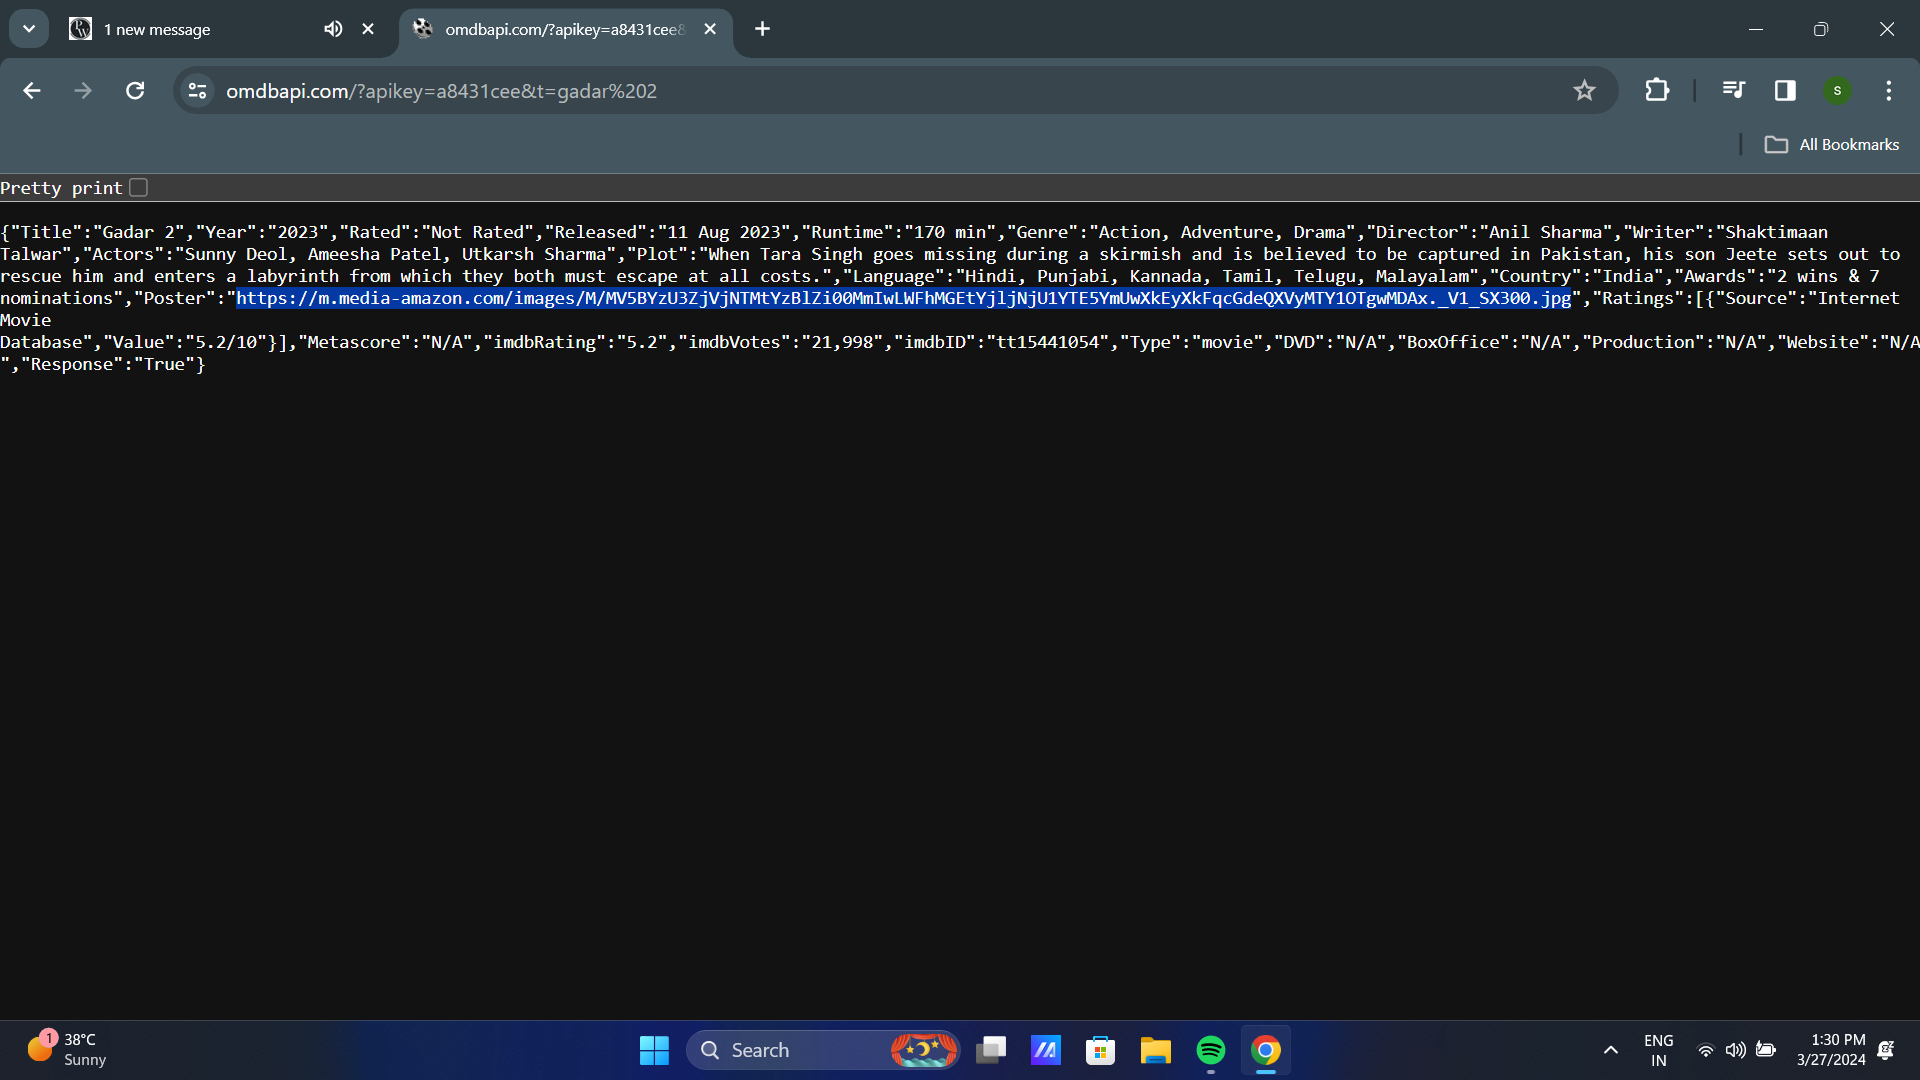 1 new message
omdbapi.com/?apikey=a8431cee&
omdbapi.com/?apikey=a8431cee&t=gadar%202
S
All Bookmarks
Pretty print
{"Title":"Gadar 2","Year":"2023","Rated":"Not Rated","Released":"11 Aug 2023","Runtime":"170 min","Genre":"Action, Adventure, Drama","Director":"Anil Sharma","Writer":"Shaktimaan
Talwar","Actors":"Sunny Deol, Ameesha Patel, Utkarsh Sharma","Plot":"When Tara Singh goes missing during a skirmish and is believed to be captured in Pakistan, his son Jeete sets out to
rescue him and enters a labyrinth from which they both must escape at all costs.","Language":"Hindi, Punjabi, Kannada, Tamil, Telugu, Malayalam","Country":"India","Awards":"2 wins & 7
nominations","Poster":"https://m.media-amazon.com/images/M/MV5BYzU3ZjVjNTMtYzBlZi00MmIwLWFhMGEtYjljNjU1YTE5YmUwXkEyXkFqcGdeQXVyMTY1OTgwMDAx._V1_SX300.jpg","Ratings":[{"Source":"Internet
Movie
Database","Value":"5.2/10"}],"Metascore":"N/A","imdbRating":"5.2","imdbVotes":"21,998","imdbID":"tt15441054","Type":"movie","DVD":"N/A","BoxOffice":"N/A","Production":"N/A","Website":"N/A
","Response":"True"}
1
38°C
Sunny
Search
ENG
IN
1:30 PM
3/27/2024